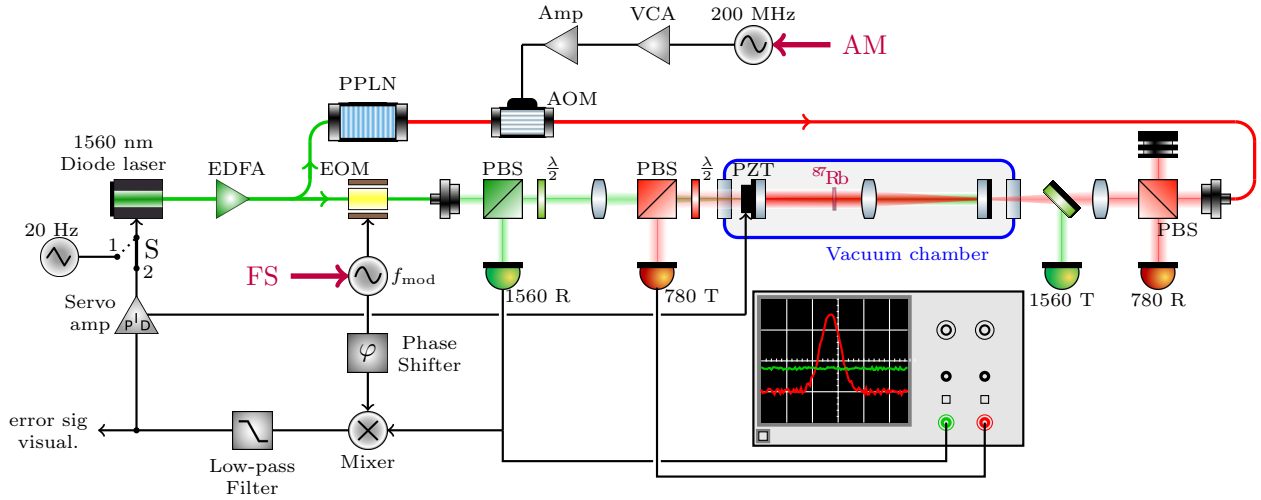 Amp
VCA
200 MHz
AM
PPLN
AOM
1560 nm
Diode laser
EDFA
EOM
PBS
λ/2
PBS
λ/2
PZT
⁸⁷Rb
PBS
20 Hz
1
S
2
FS
f_mod
1560 R
780 T
Vacuum chamber
1560 T
780 R
Servo
amp
P I D
φ
Phase
Shifter
error sig
visual.
Low-pass
Filter
Mixer